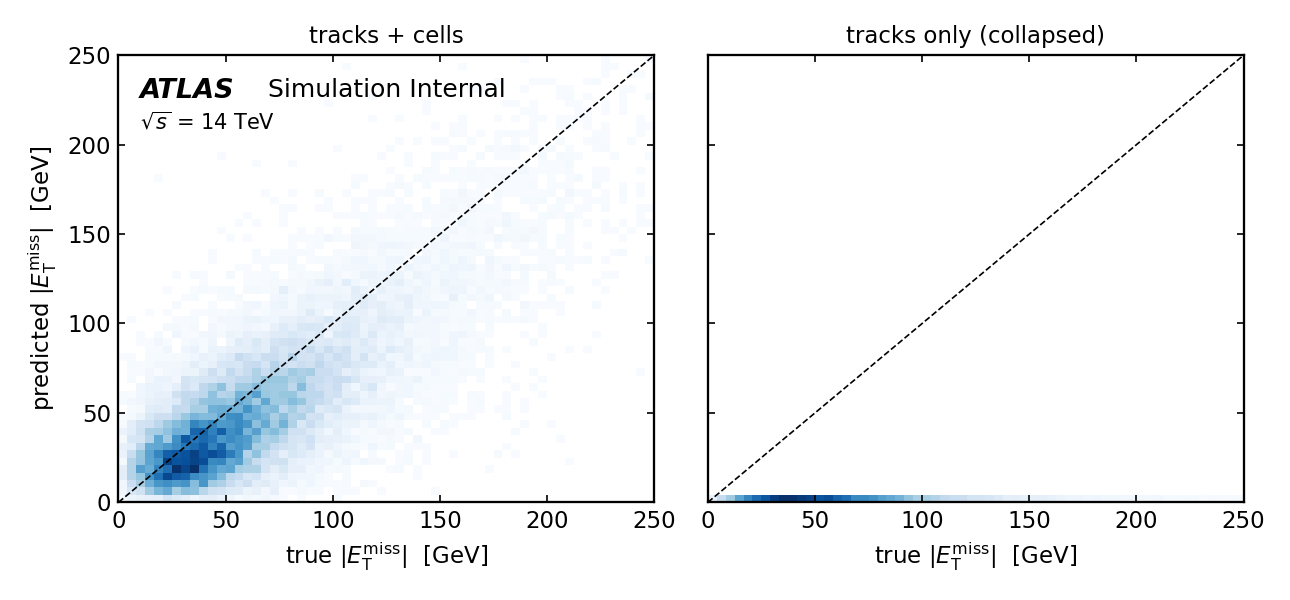 tracks + cells
tracks only (collapsed)
ATLAS Simulation Internal
√s = 14 TeV
predicted |E_T^miss| [GeV]
250
200
150
100
50
0
0 50 100 150 200 250
0 50 100 150 200 250
true |E_T^miss| [GeV]
true |E_T^miss| [GeV]